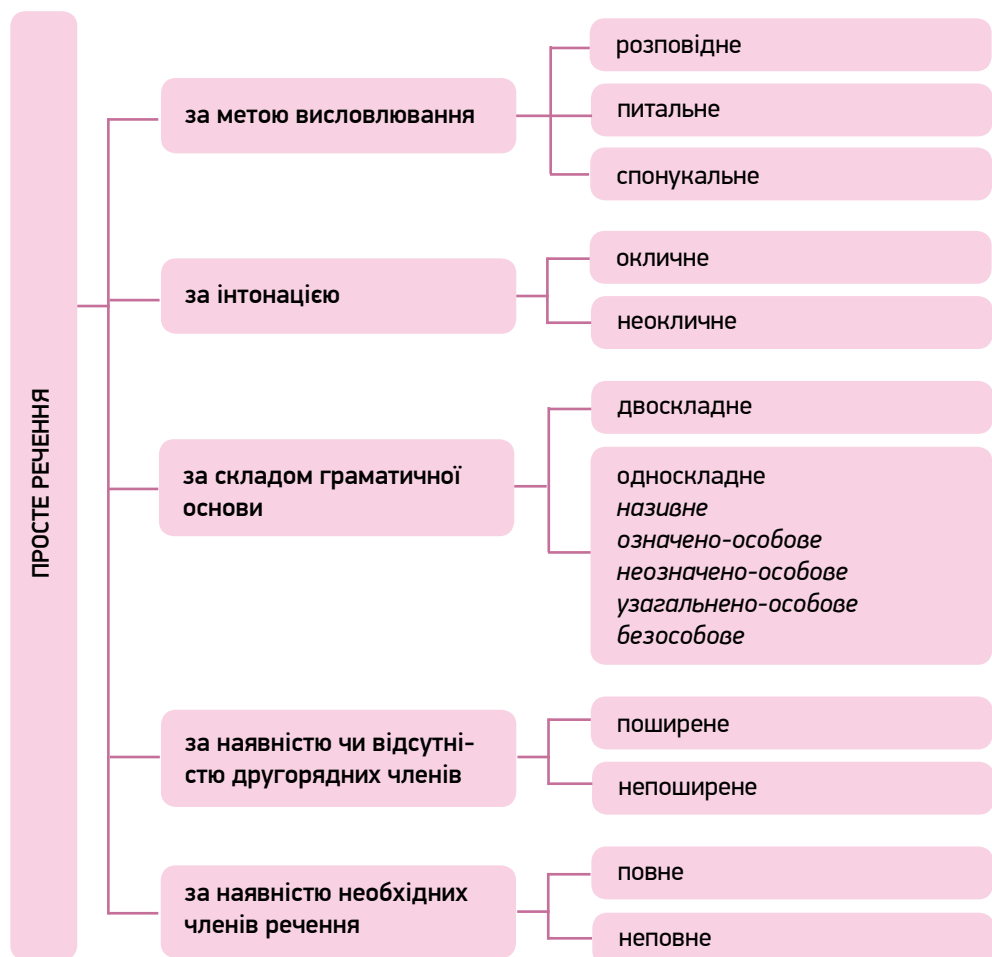 ПРОСТЕ РЕЧЕННЯ
за метою висловлювання
розповідне
питальне
спонукальне
за інтонацією
окличне
неокличне
за складом граматичної
основи
двоскладне
односкладне
називне
означено-особове
неозначено-особове
узагальнено-особове
безособове
за наявністю чи відсутні-
стю другорядних членів
поширене
непоширене
за наявністю необхідних
членів речення
повне
неповне